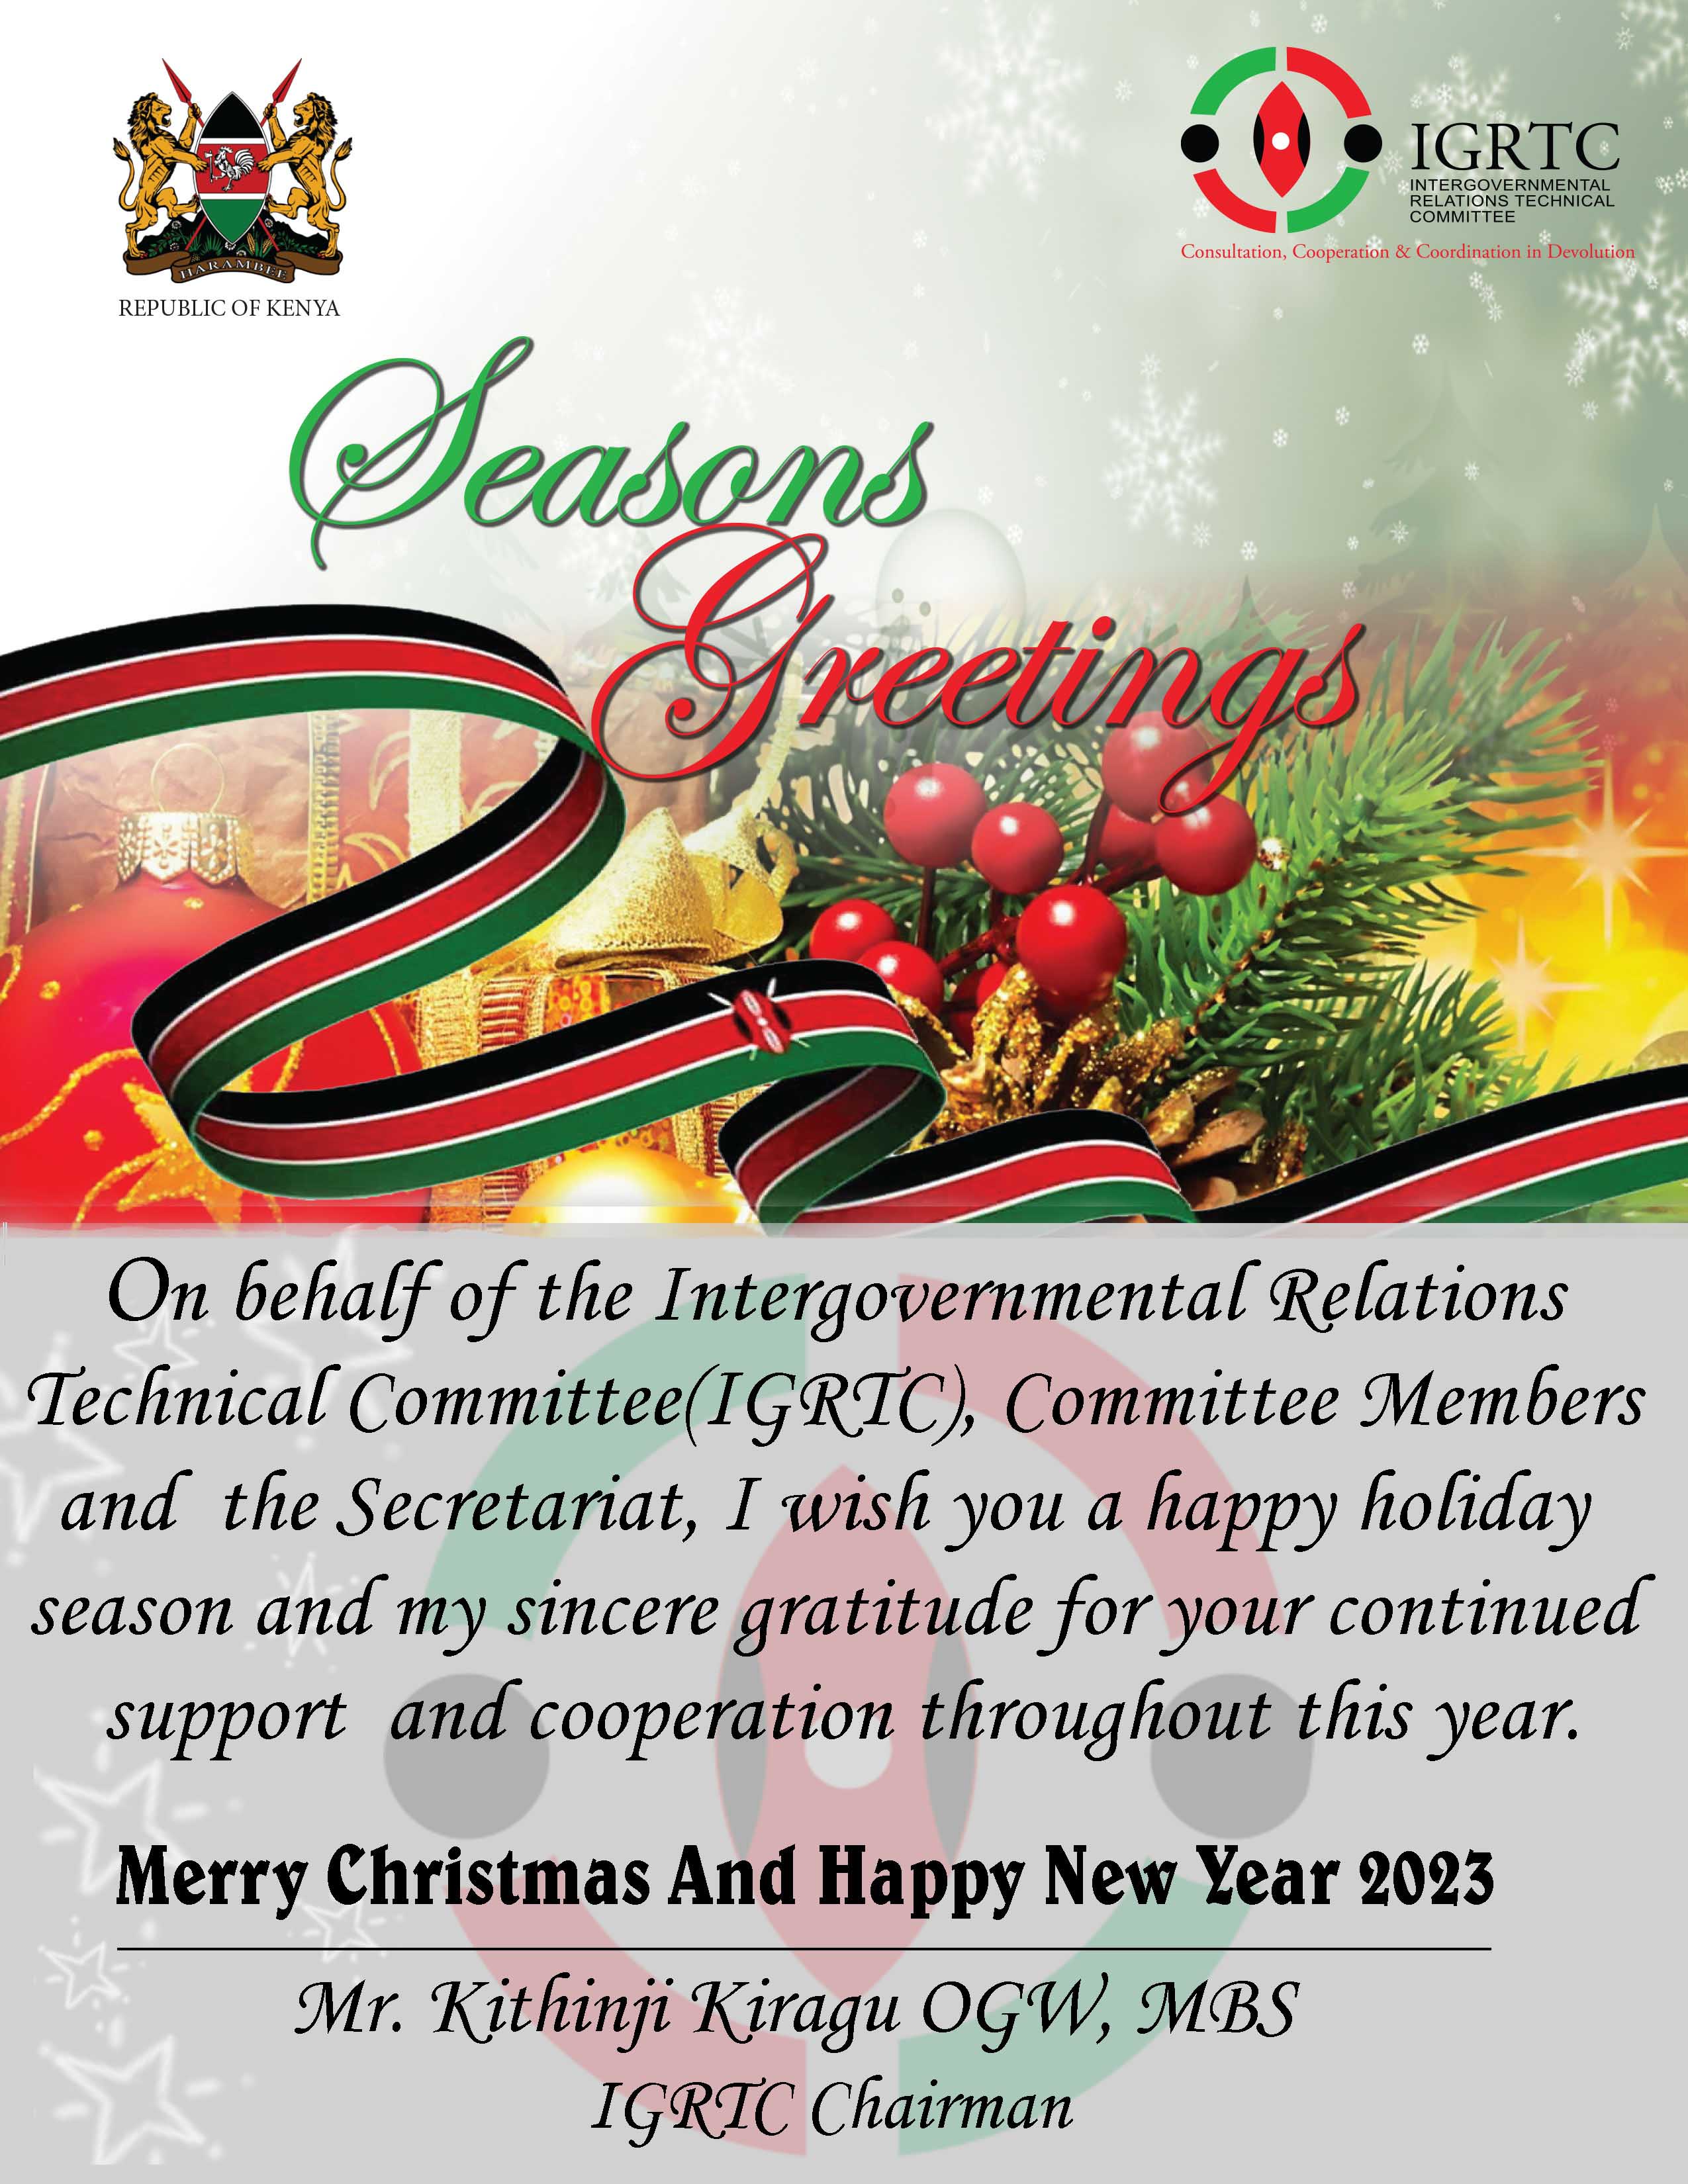 HARAMBEE
REPUBLIC OF KENYA
IGRTC
INTERGOVERNMENTAL
RELATIONS TECHNICAL
COMMITTEE
Consultation, Cooperation & Coordination in Devolution
Seasons
Greetings
On behalf of the Intergovernmental Relations
Technical Committee(IGRTC), Committee Members
and the Secretariat, I wish you a happy holiday
season and my sincere gratitude for your continued
support and cooperation throughout this year.
Merry Christmas And Happy New Year 2023
Mr. Kithinji Kiragu OGW, MBS
IGRTC Chairman